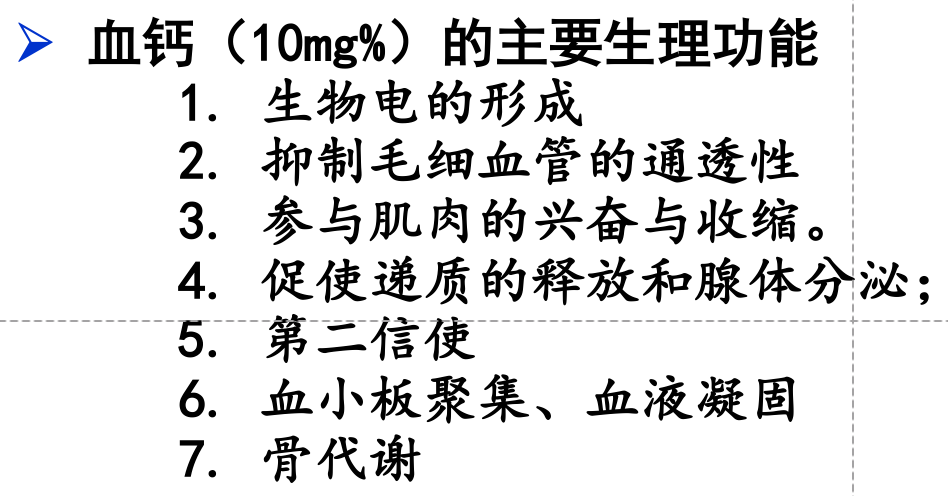 血钙（10mg%）的主要生理功能
1. 生物电的形成
2. 抑制毛细血管的通透性
3. 参与肌肉的兴奋与收缩。
4. 促使递质的释放和腺体分泌；
5. 第二信使
6. 血小板聚集、血液凝固
7. 骨代谢